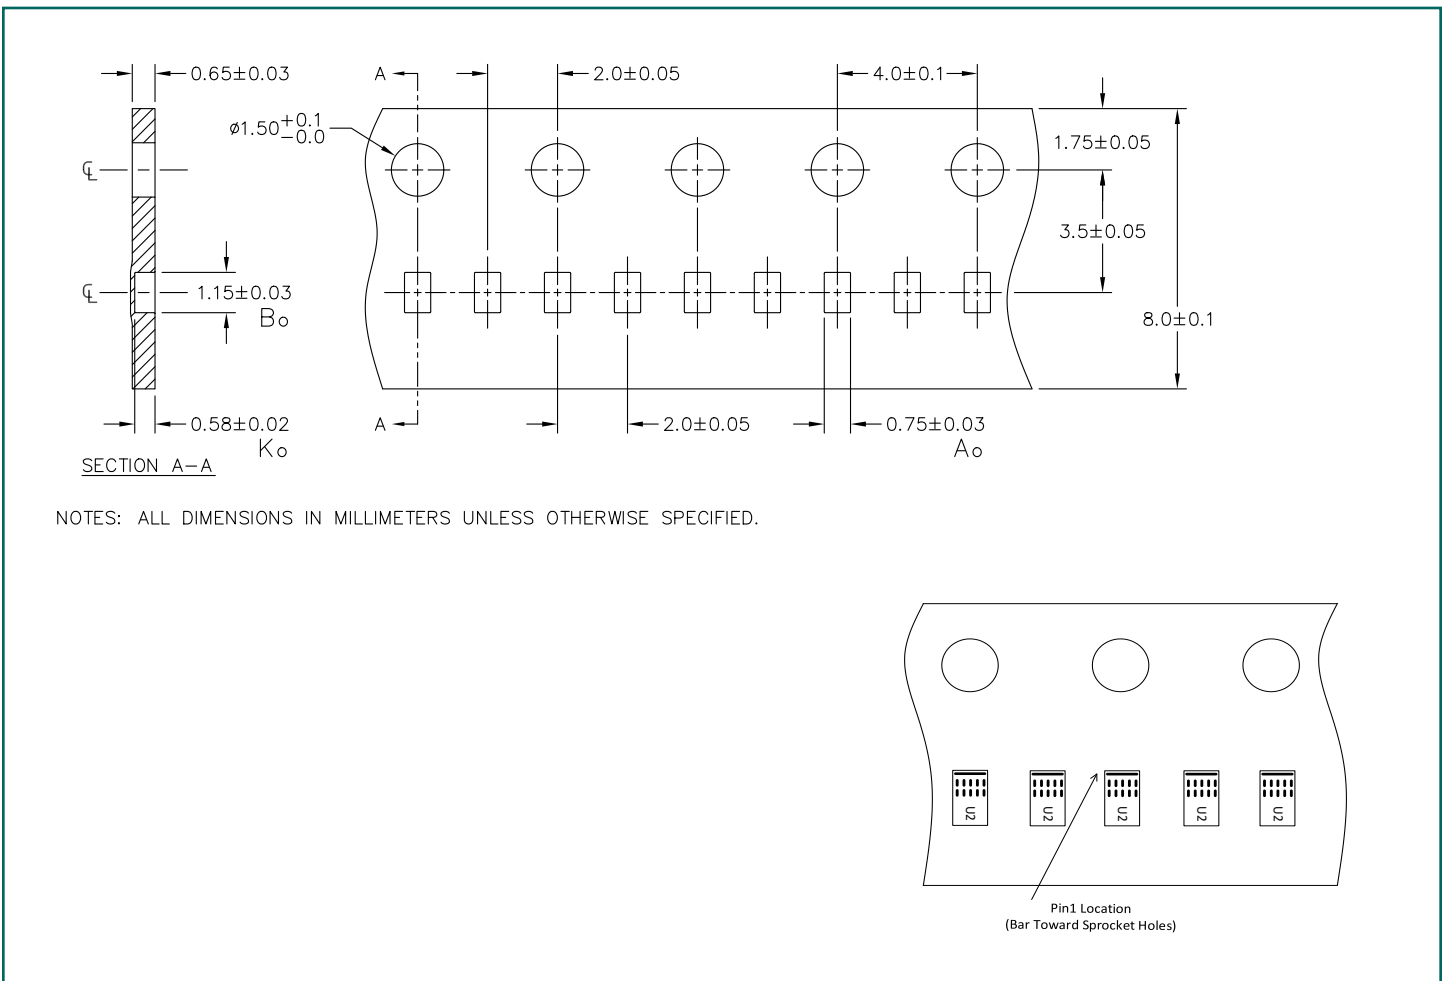 0.65±0.03
A
2.0±0.05
4.0±0.1
ø1.50+0.1
-0.0
1.75±0.05
℄
3.5±0.05
℄
1.15±0.03
Bo
8.0±0.1
0.58±0.02
Ko
A
2.0±0.05
0.75±0.03
Ao
SECTION A-A
NOTES: ALL DIMENSIONS IN MILLIMETERS UNLESS OTHERWISE SPECIFIED.
U2
U2
U2
U2
U2
Pin1 Location
(Bar Toward Sprocket Holes)